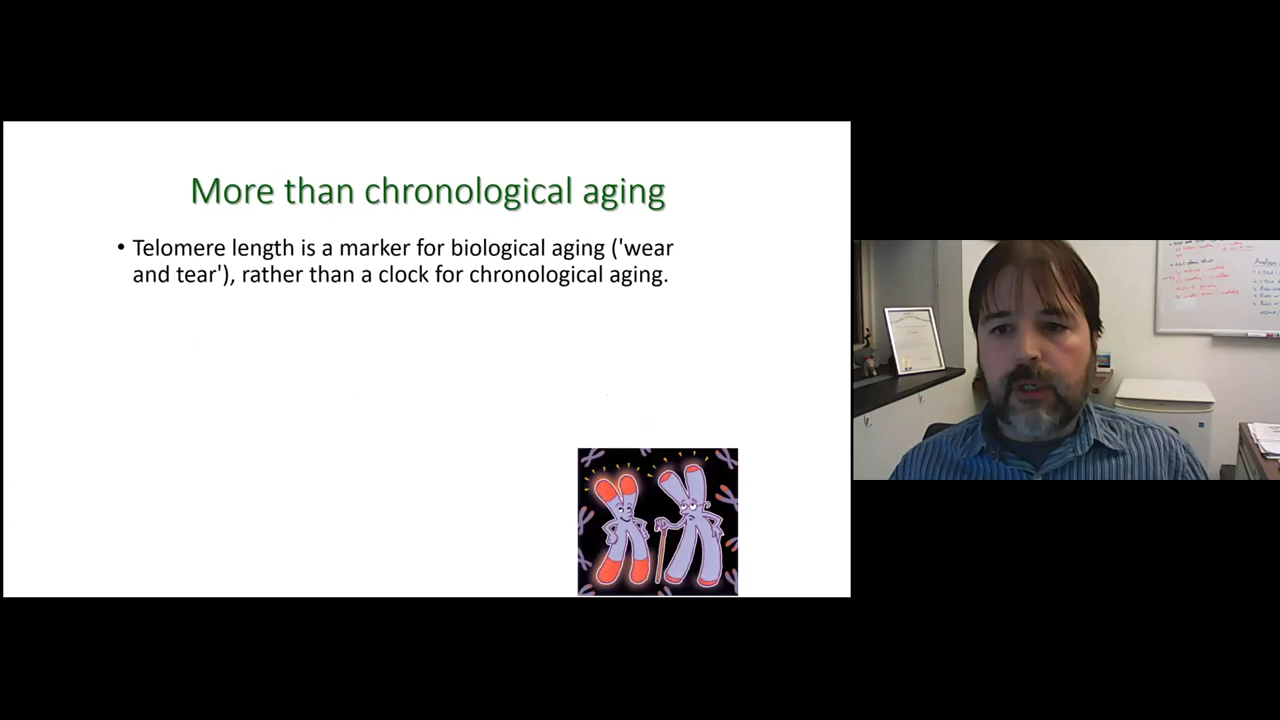 More than chronological aging
• Telomere length is a marker for biological aging ('wear
and tear'), rather than a clock for chronological aging.